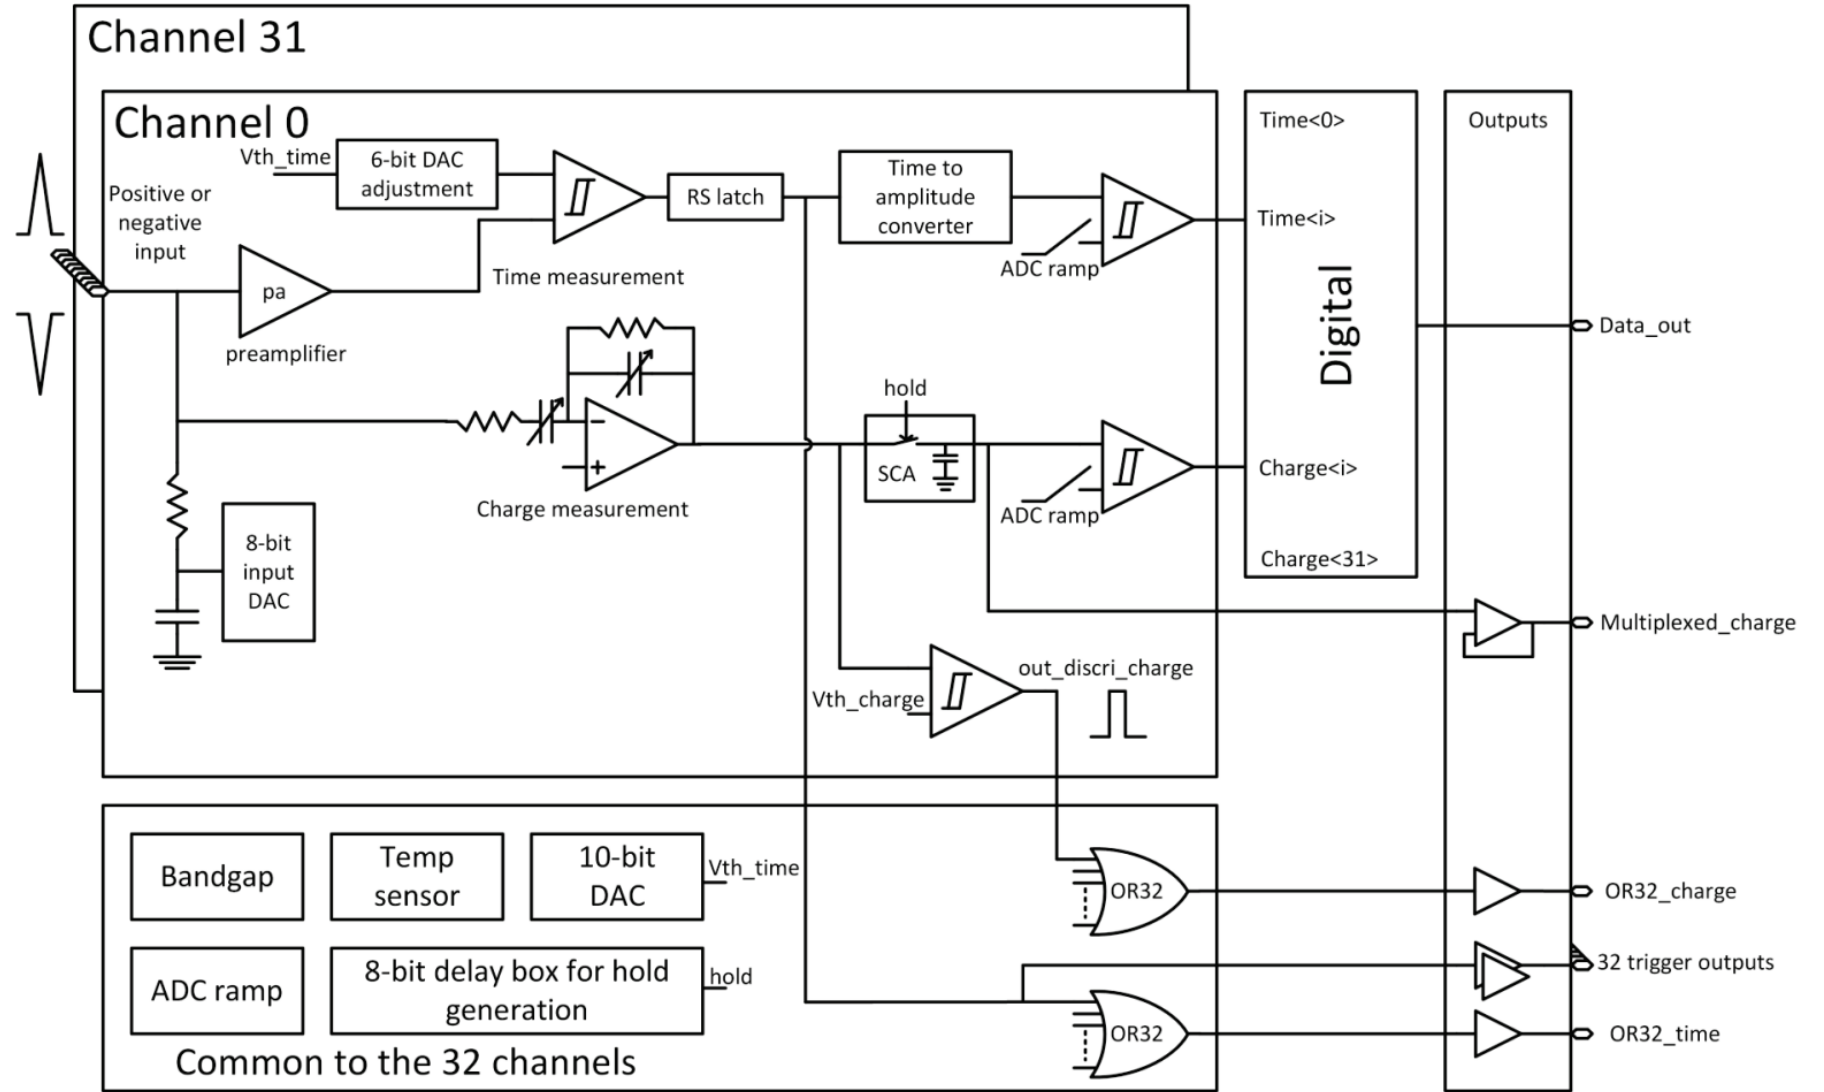 Channel 31
Channel 0
Positive or
negative
input
Vth_time
6-bit DAC
adjustment
RS latch
Time to
amplitude
converter
ADC ramp
Time measurement
pa
preamplifier
-
+
Charge measurement
hold
SCA
ADC ramp
8-bit
input
DAC
Vth_charge
out_discri_charge
Time<0>
Time<i>
Digital
Charge<i>
Charge<31>
Outputs
Data_out
Multiplexed_charge
Bandgap
Temp
sensor
10-bit
DAC
Vth_time
ADC ramp
8-bit delay box for hold
generation
hold
Common to the 32 channels
OR32
OR32
OR32_charge
32 trigger outputs
OR32_time